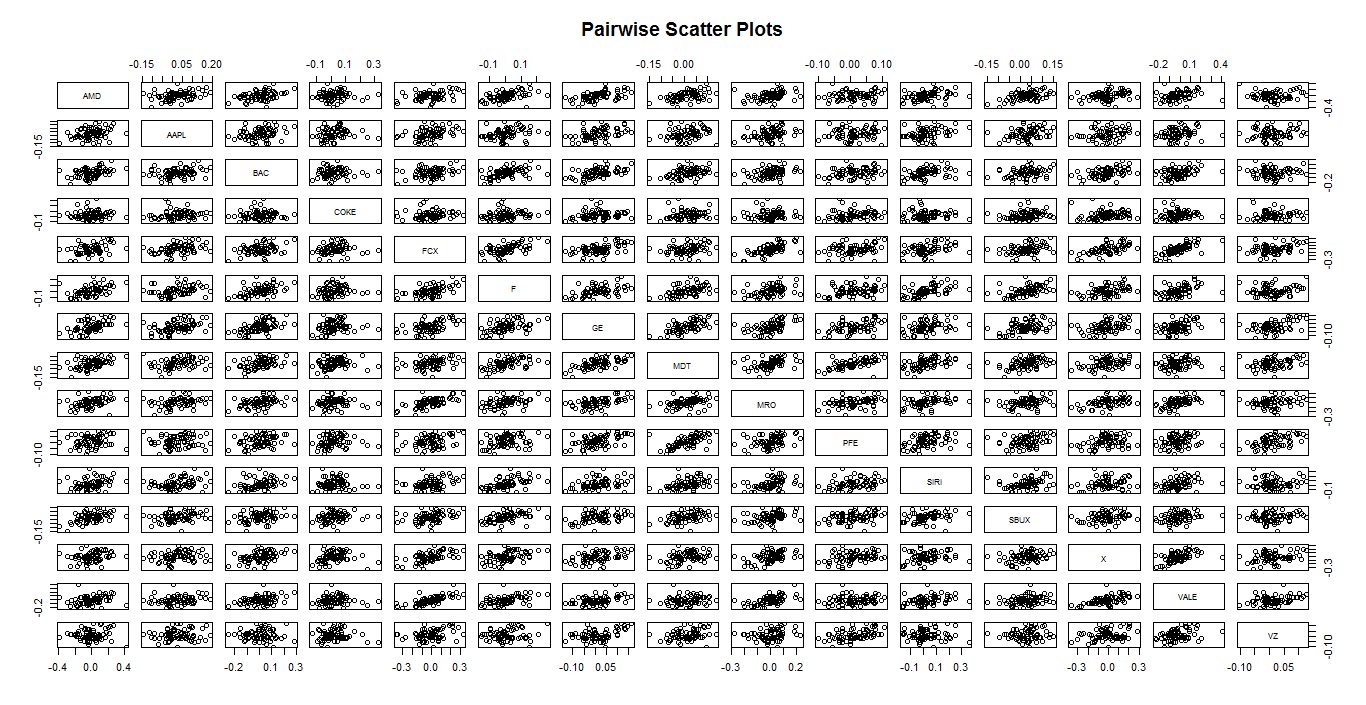 Pairwise Scatter Plots
-0.15 0.05 0.20 -0.1 0.1 0.3 -0.1 0.1 -0.15 0.00 -0.10 0.00 0.10 -0.15 0.00 0.15 -0.2 0.1 0.4
AMD -0.4
-0.15 AAPL
BAC -0.2
-0.1 COKE
FCX -0.3
-0.1 F
GE -0.10
-0.15 MDT
MRO -0.3
-0.10 PFE
SIRI -0.1
-0.15 SBUX
X -0.3
-0.2 VALE
VZ -0.10
-0.4 0.0 0.4 -0.2 0.1 0.3 -0.3 0.0 0.3 -0.10 0.05 -0.3 0.0 0.2 -0.1 0.1 0.3 -0.3 0.0 0.3 -0.10 0.05